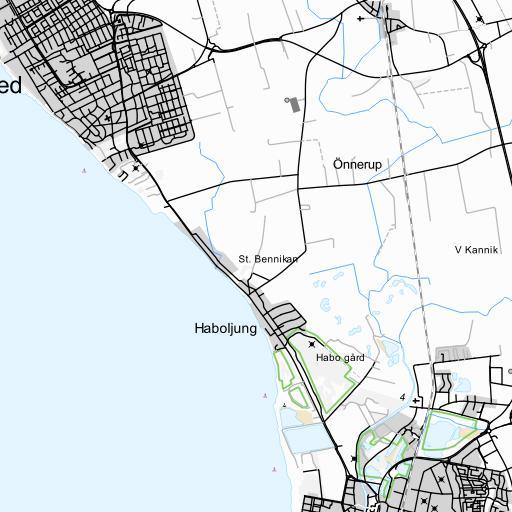 ed
Önnerup
V Kannik
St. Bennikan
Haboljung
Habo gård
4